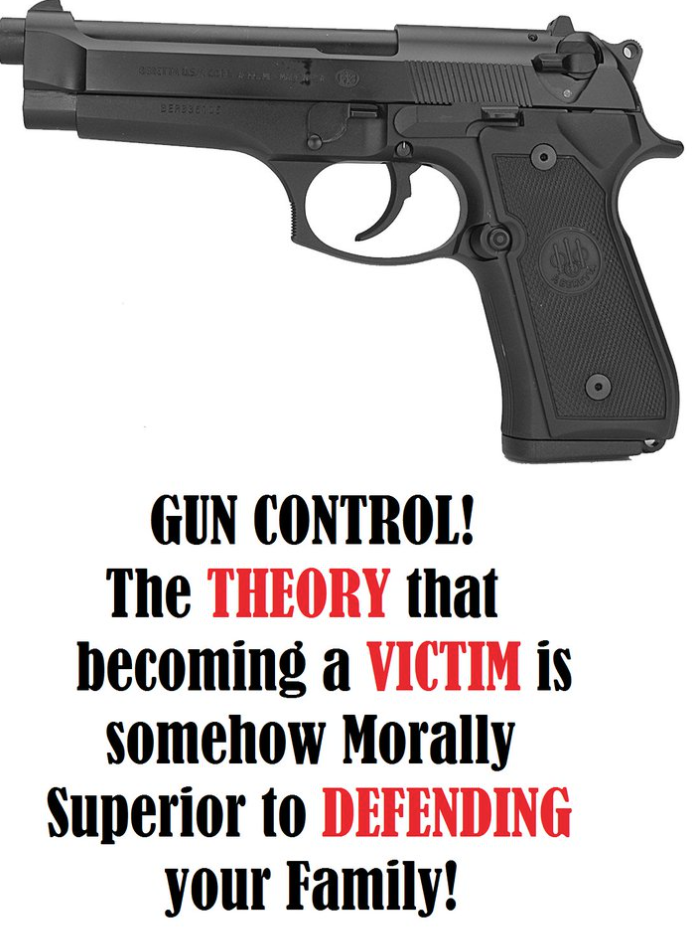 GUN CONTROL!
The THEORY that
becoming a VICTIM is
somehow Morally
Superior to DEFENDING
your Family!